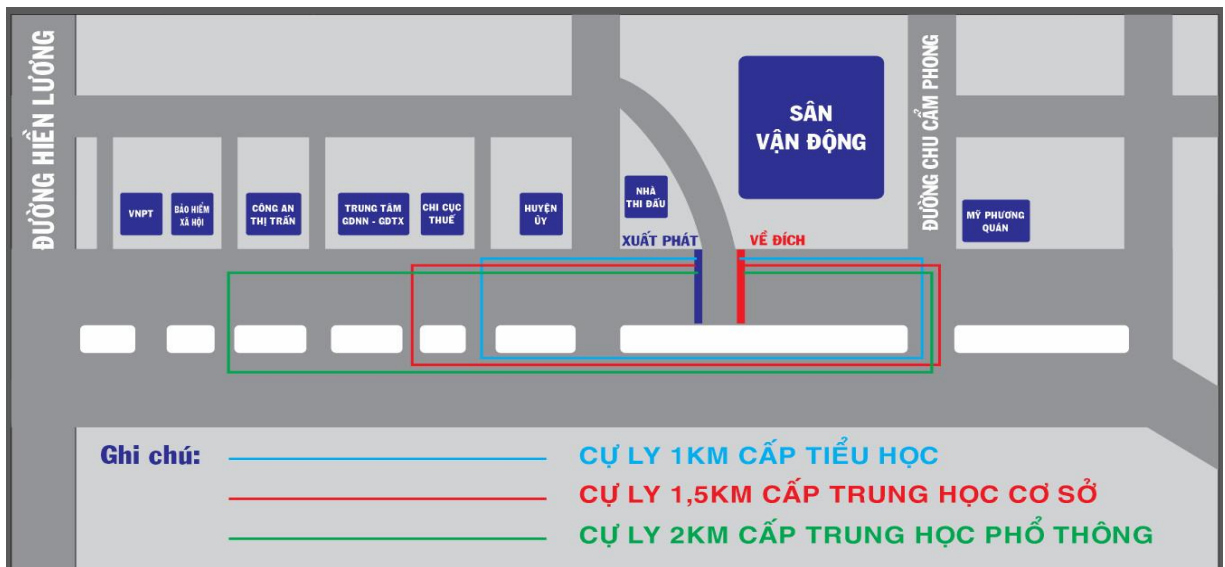 ĐƯỜNG HIỀN LƯƠNG
ĐƯỜNG CHU CẨM PHONG
SÂN
VẬN ĐỘNG
VNPT
BẢO HIỂM
XÃ HỘI
CÔNG AN
THỊ TRẤN
TRUNG TÂM
GDNN - GDTX
CHI CỤC
THUẾ
HUYỆN
ỦY
NHÀ
THI ĐẤU
MỸ PHƯƠNG
QUÁN
XUẤT PHÁT
VỀ ĐÍCH
Ghi chú:
CỰ LY 1KM CẤP TIỂU HỌC
CỰ LY 1,5KM CẤP TRUNG HỌC CƠ SỞ
CỰ LY 2KM CẤP TRUNG HỌC PHỔ THÔNG